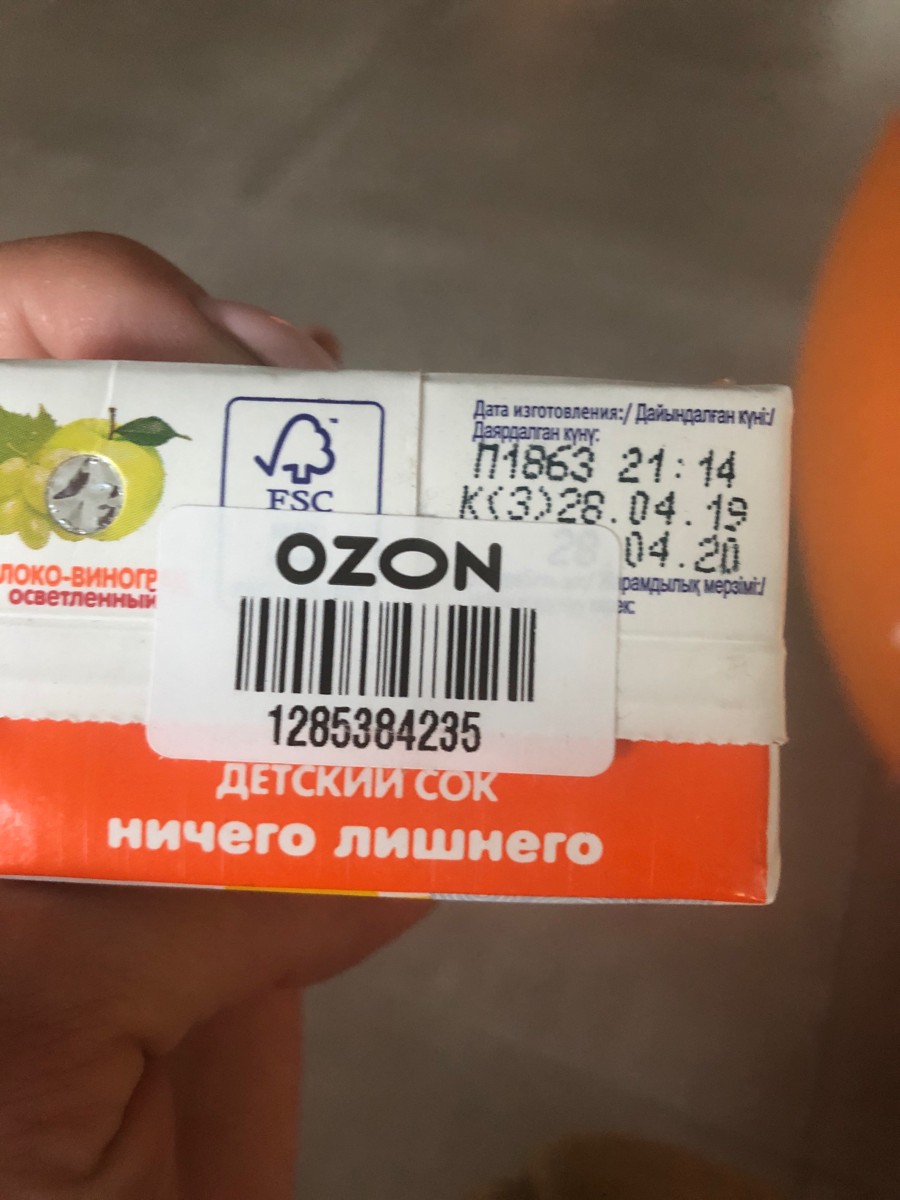 Дата изготовления:/ Дайындалған күні:/
Даярдалган күнү:
П1863 21:14
К(3)28.04.19
28.04.20
FSC
OZON
осветленный
1285384235
ДЕТСКИЙ СОК
ничего лишнего